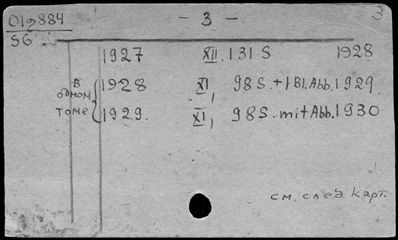 012884
S6
- 3 -
3
1927 XII. 131 S 1928
в одном томе { 1928 XI, 98 S. + 1 Bl. Abb. 1929.
1929. XI, 98 S. mit Abb. 1930
см. след. карт.